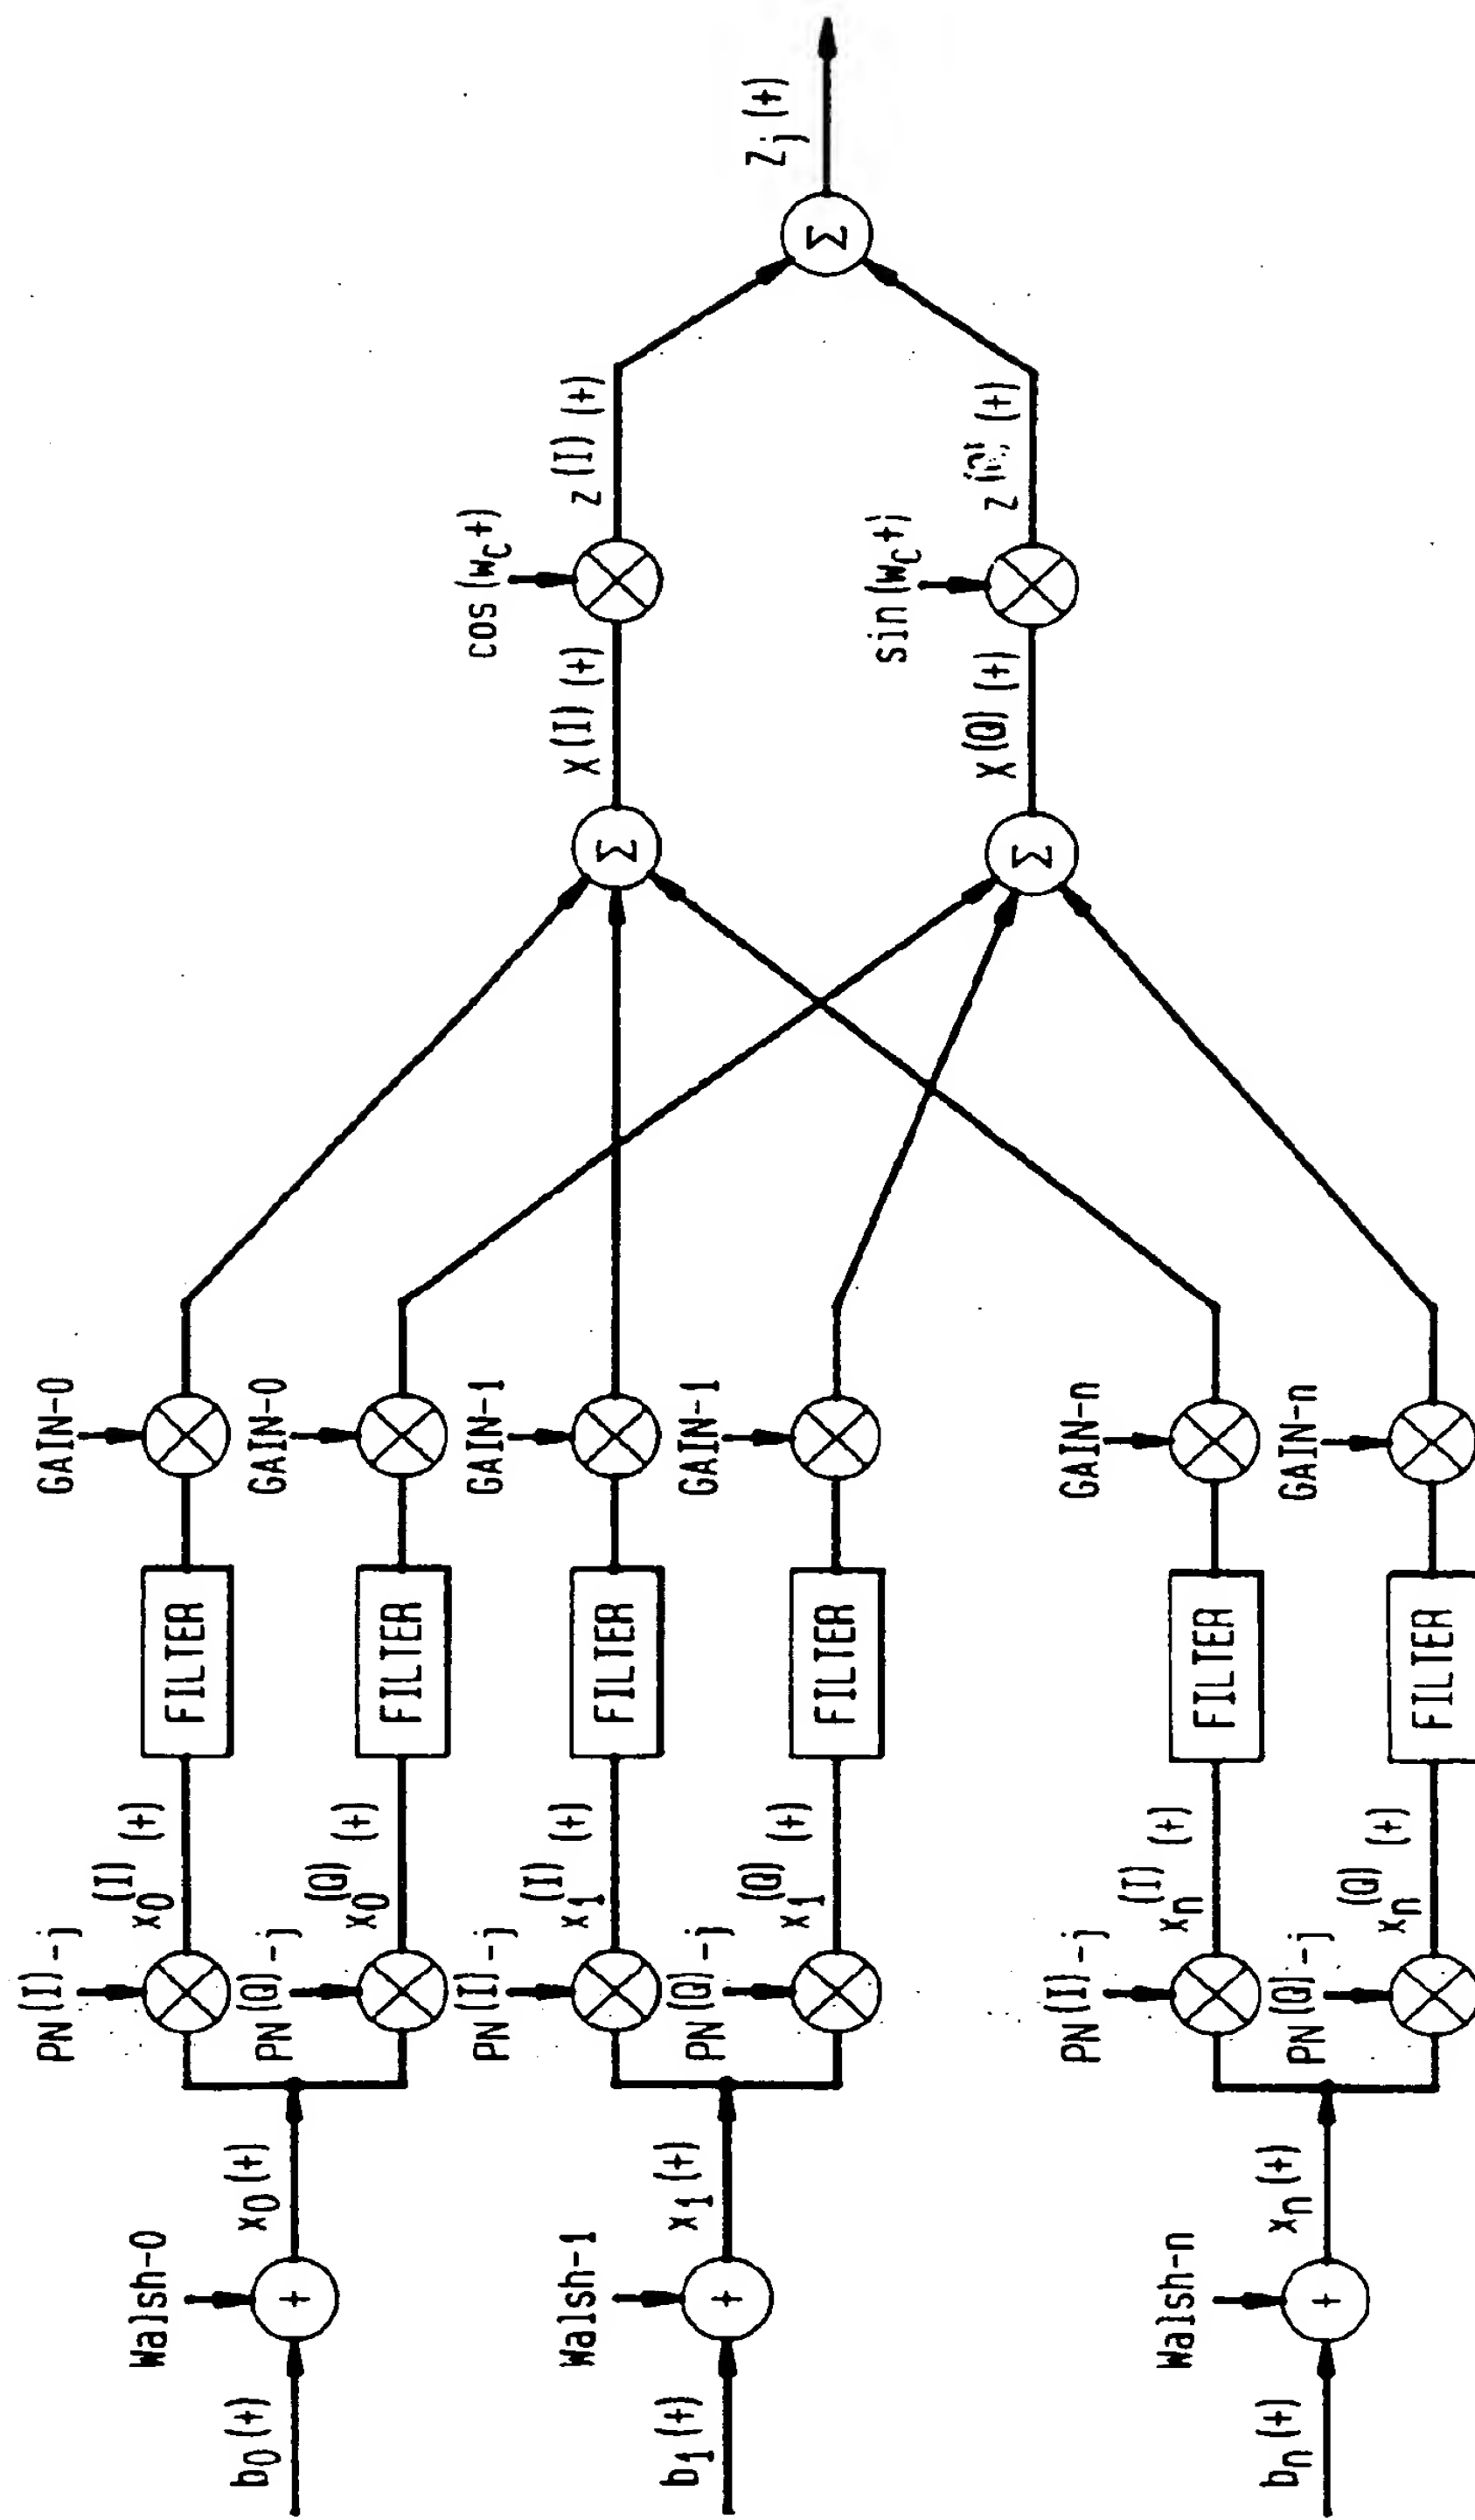 b0(t)
Walsh-0
x0(t)
PN(I)-j
x0(I)(t)
FILTER
GAIN-0
PN(Q)-j
x0(Q)(t)
FILTER
GAIN-0
b1(t)
Walsh-1
x1(t)
PN(I)-j
x1(I)(t)
FILTER
GAIN-1
PN(Q)-j
x1(Q)(t)
FILTER
GAIN-1
bn(t)
Walsh-n
xn(t)
PN(I)-j
xn(I)(t)
FILTER
GAIN-n
PN(Q)-j
xn(Q)(t)
FILTER
GAIN-n
Σ
x(I)(t)
cos(wct)
z(I)(t)
Σ
x(Q)(t)
sin(wct)
z (t)
Σ
Zj(t)